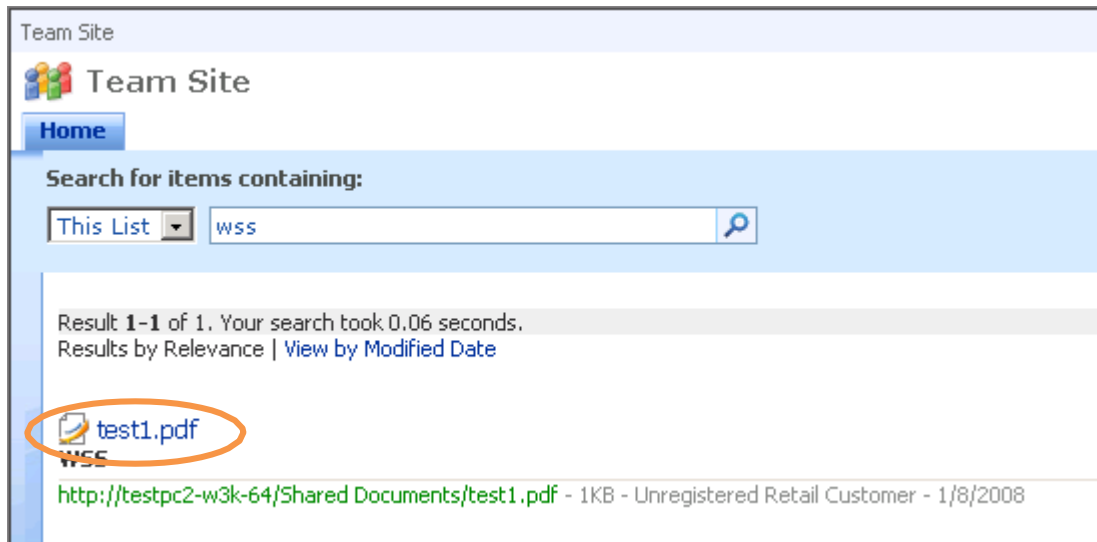 Team Site
Team Site
Home
Search for items containing:
This List wss
Result 1-1 of 1. Your search took 0.06 seconds.
Results by Relevance | View by Modified Date
test1.pdf
wss
http://testpc2-w3k-64/Shared Documents/test1.pdf - 1KB - Unregistered Retail Customer - 1/8/2008